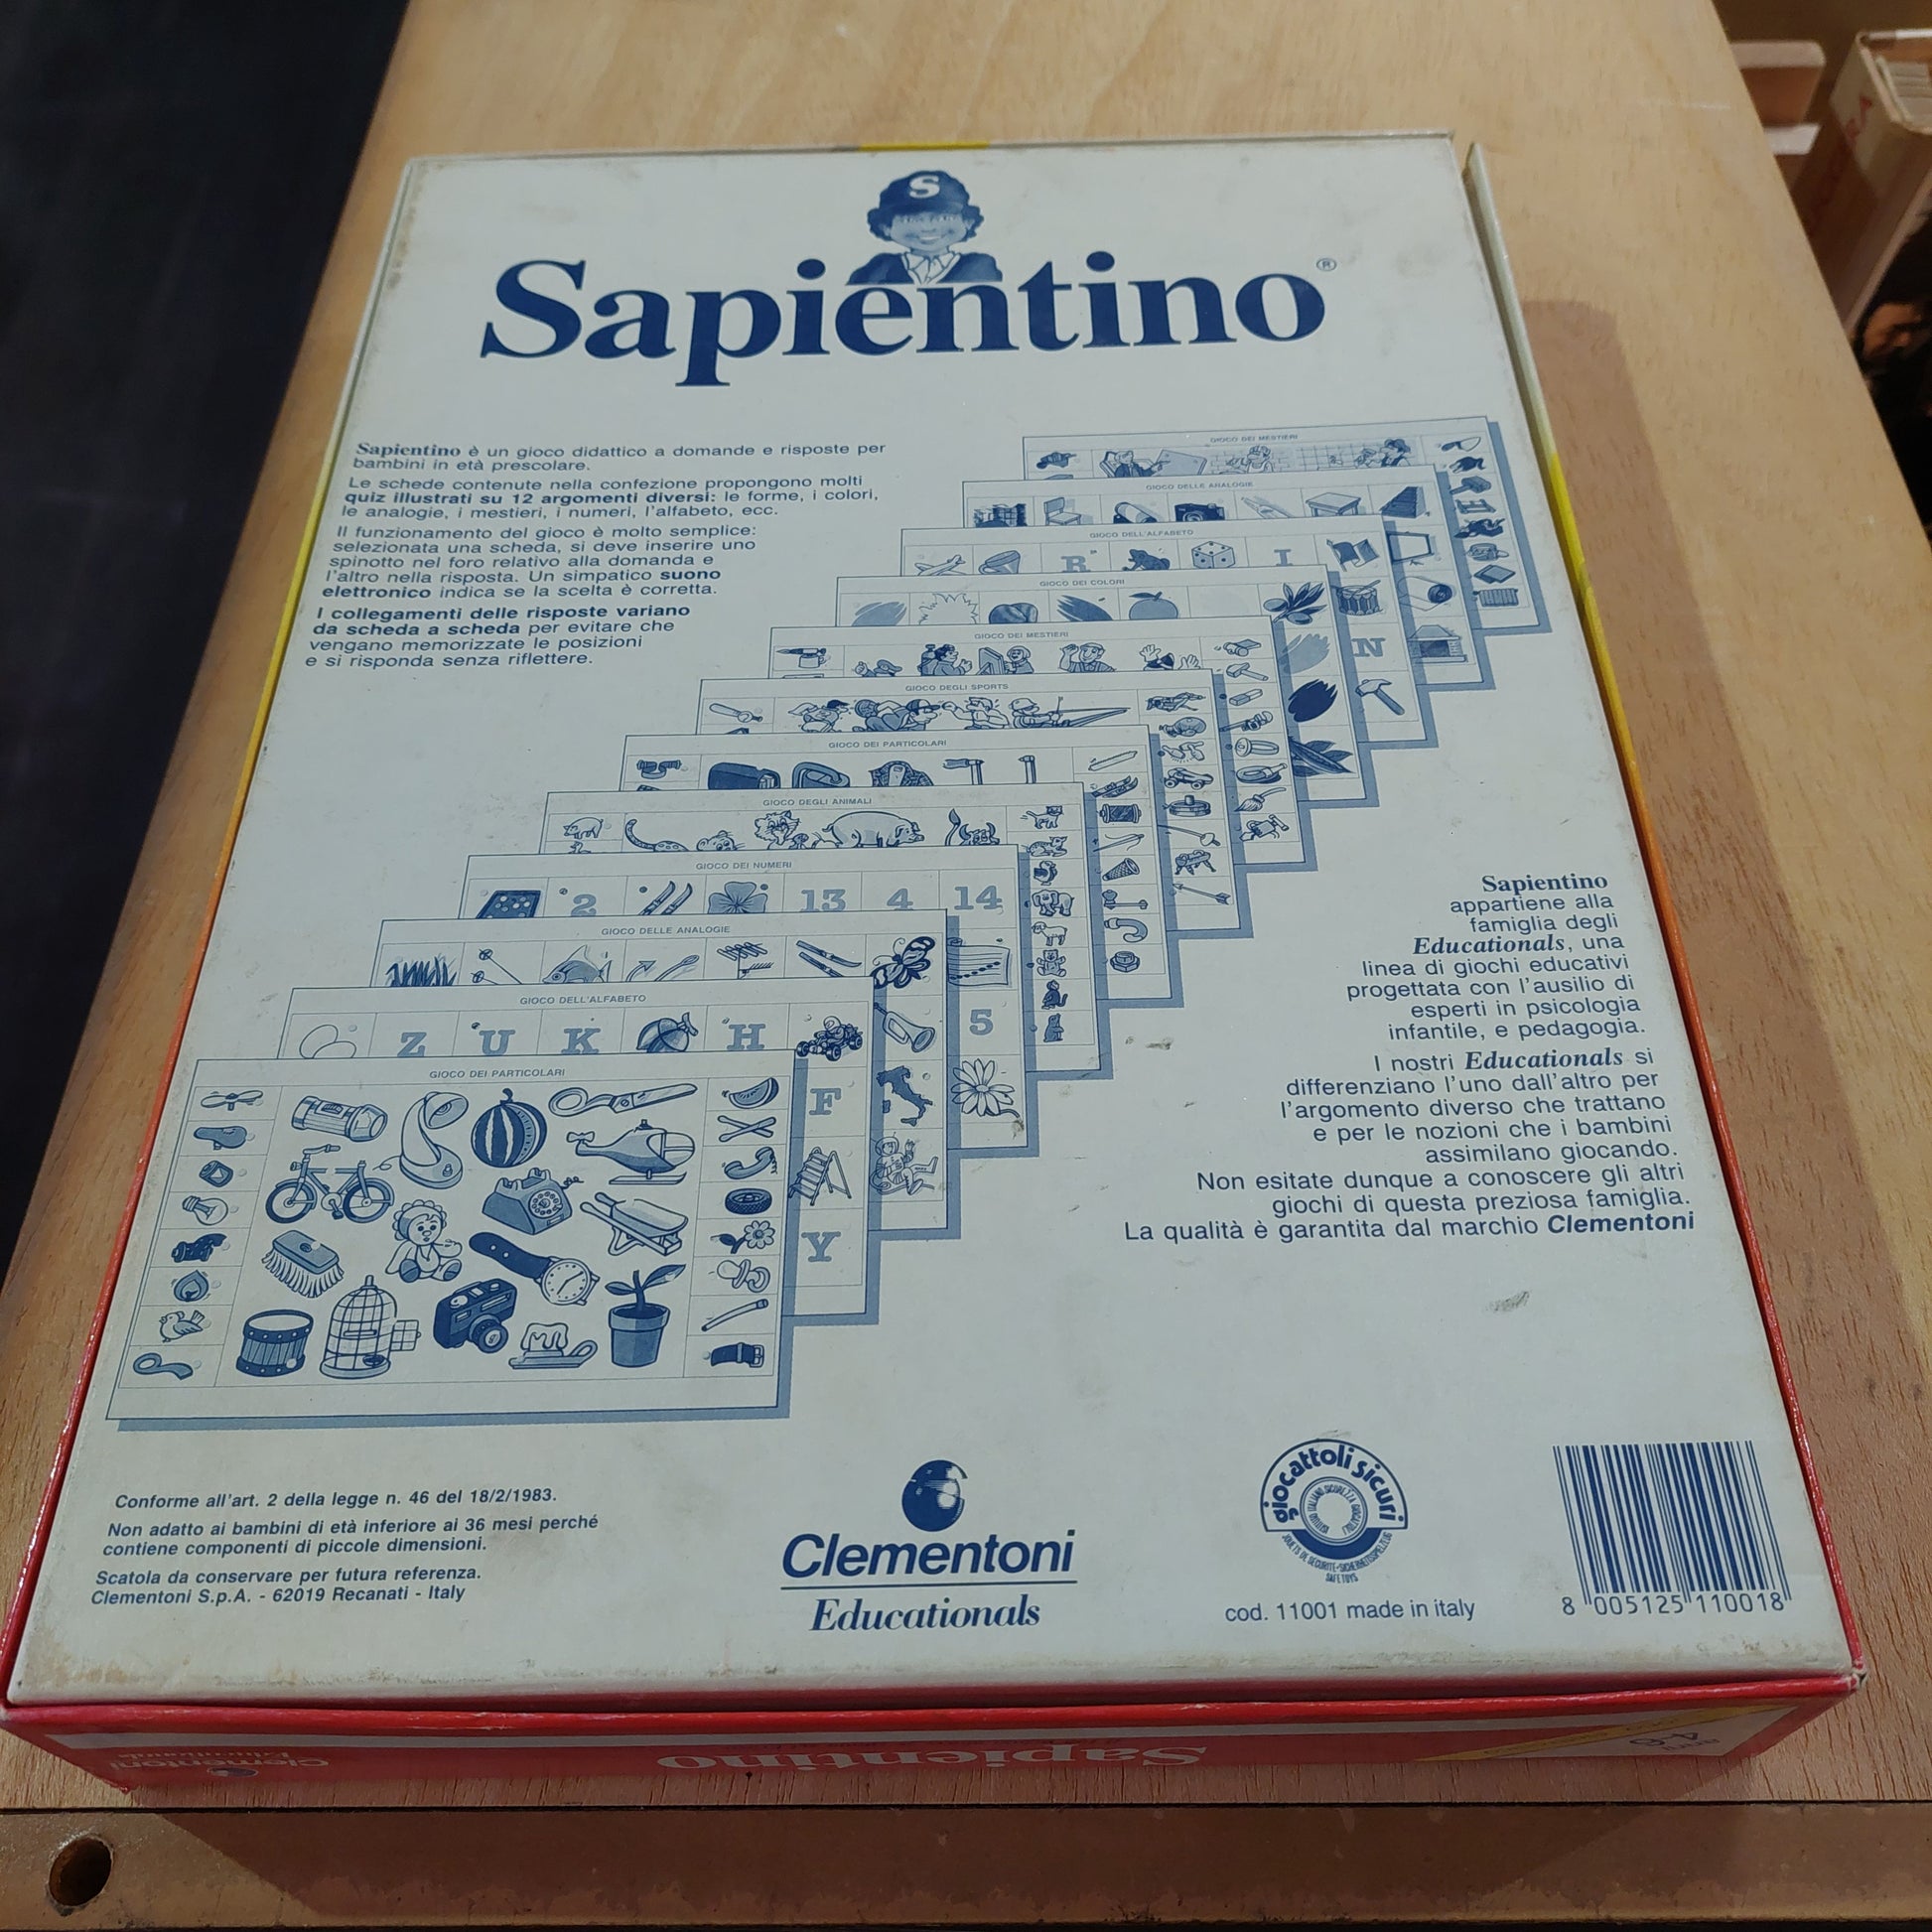 S
Sapientino®
Sapientino è un gioco didattico a domande e risposte per
bambini in età prescolare.
Le schede contenute nella confezione propongono molti
quiz illustrati su 12 argomenti diversi: le forme, i colori,
le analogie, i mestieri, i numeri, l'alfabeto, ecc.
Il funzionamento del gioco è molto semplice:
selezionata una scheda, si deve inserire uno
spinotto nel foro relativo alla domanda e
l'altro nella risposta. Un simpatico suono
elettronico indica se la scelta è corretta.
I collegamenti delle risposte variano
da scheda a scheda per evitare che
vengano memorizzate le posizioni
e si risponda senza riflettere.
GIOCO DEI MESTIERI
GIOCO DELLE ANALOGIE
GIOCO DELL'ALFABETO
R I
N
GIOCO DEI COLORI
GIOCO DEI MESTIERI
GIOCO DEGLI SPORTS
GIOCO DEI PARTICOLARI
GIOCO DEGLI ANIMALI
GIOCO DEI NUMERI
2 13 4 14
5
GIOCO DELLE ANALOGIE
GIOCO DELL'ALFABETO
Z U K H
F
Y
GIOCO DEI PARTICOLARI
Sapientino
appartiene alla
famiglia degli
Educationals, una
linea di giochi educativi
progettata con l'ausilio di
esperti in psicologia
infantile, e pedagogia.
I nostri Educationals si
differenziano l'uno dall'altro per
l'argomento diverso che trattano
e per le nozioni che i bambini
assimilano giocando.
Non esitate dunque a conoscere gli altri
giochi di questa preziosa famiglia.
La qualità è garantita dal marchio Clementoni
Conforme all'art. 2 della legge n. 46 del 18/2/1983.
Non adatto ai bambini di età inferiore ai 36 mesi perché
contiene componenti di piccole dimensioni.
Scatola da conservare per futura referenza.
Clementoni S.p.A. - 62019 Recanati - Italy
Clementoni
Educationals
giocattoli sicuri
SAFE TOYS
cod. 11001 made in italy
8 005125 110018
Clementoni
Educationals
Sapientino